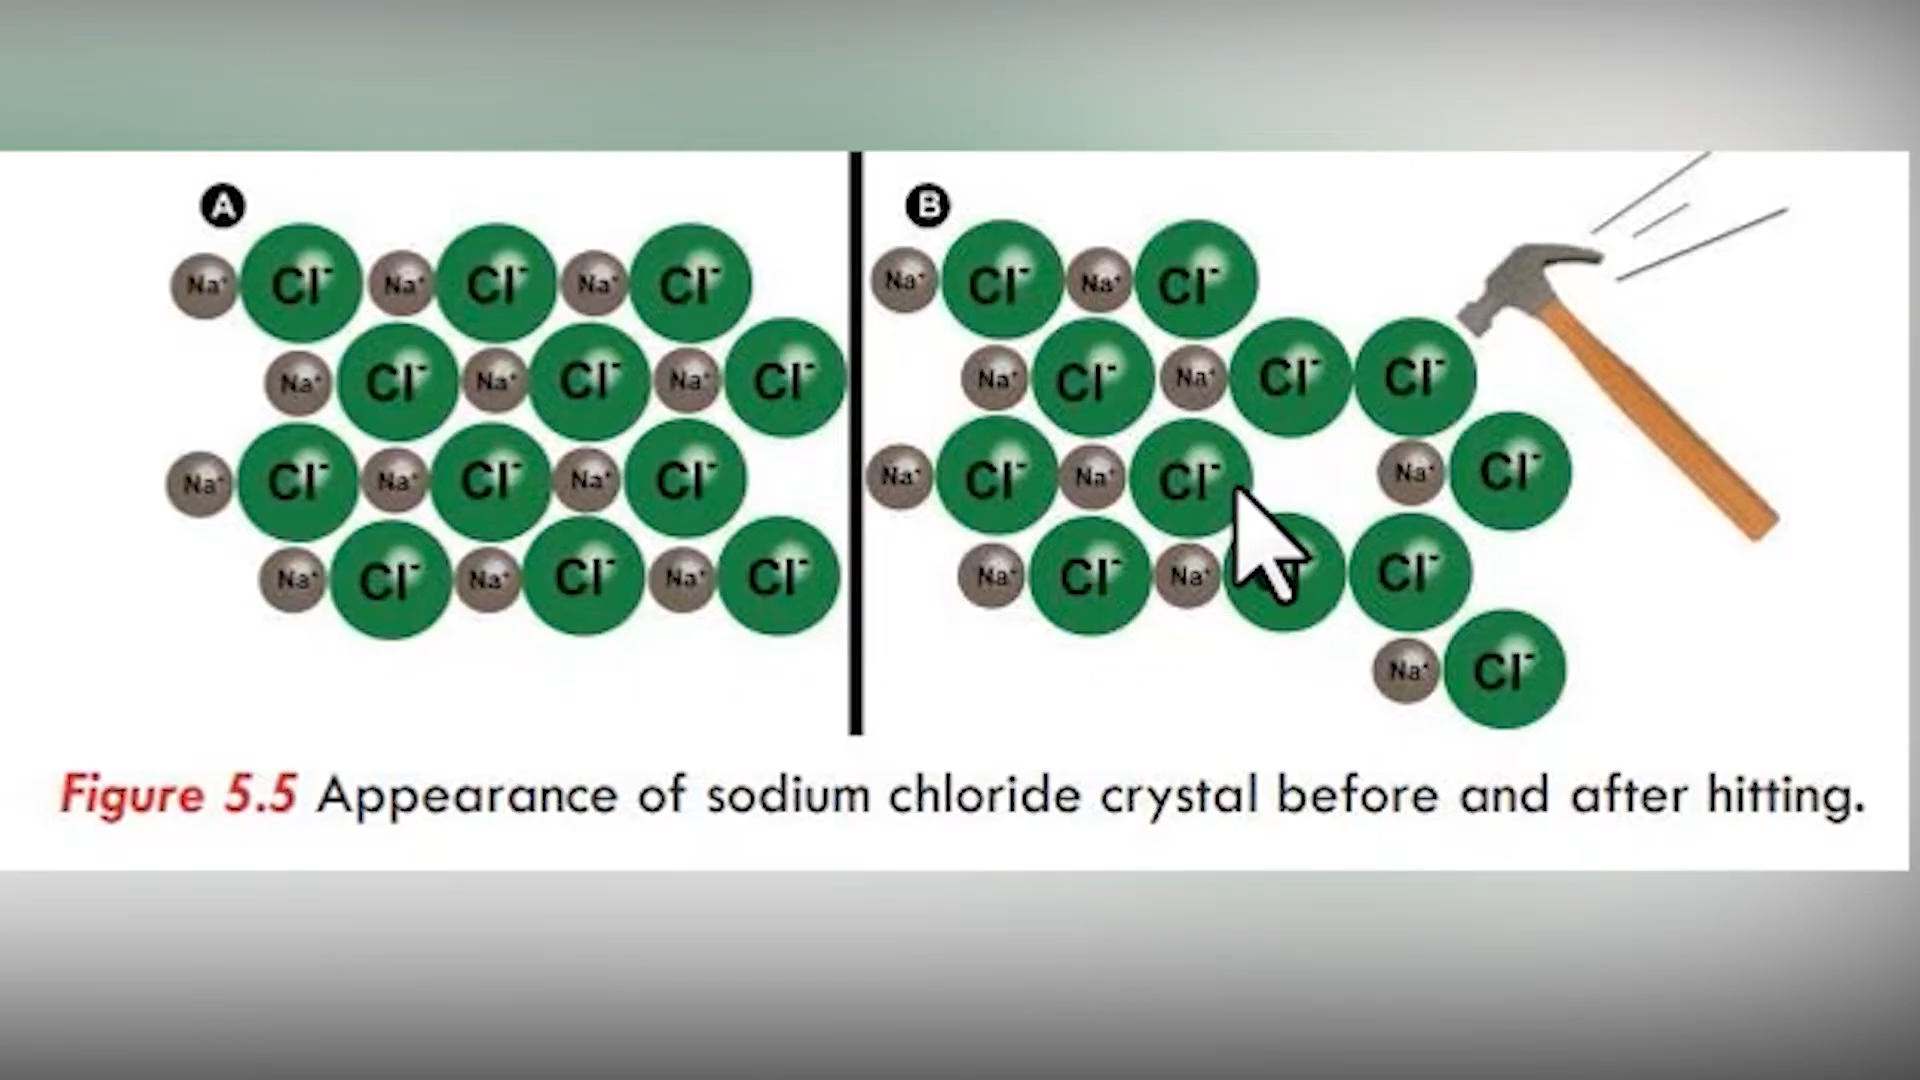 A
Na⁺ Cl⁻ Na⁺ Cl⁻ Na⁺ Cl⁻
Na⁺ Cl⁻ Na⁺ Cl⁻ Na⁺ Cl⁻
Na⁺ Cl⁻ Na⁺ Cl⁻ Na⁺ Cl⁻
Na⁺ Cl⁻ Na⁺ Cl⁻ Na⁺ Cl⁻
B
Na⁺ Cl⁻ Na⁺ Cl⁻
Na⁺ Cl⁻ Na⁺ Cl⁻ Cl⁻
Na⁺ Cl⁻ Na⁺ Cl⁻ Na⁺ Cl⁻
Na⁺ Cl⁻ Na⁺ Cl⁻
Na⁺ Cl⁻
Figure 5.5 Appearance of sodium chloride crystal before and after hitting.